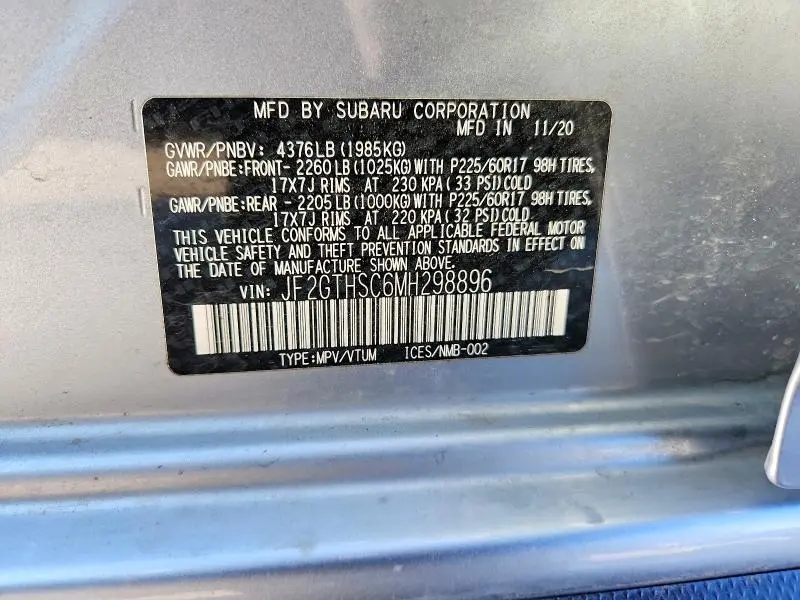 MFD BY SUBARU CORPORATION
MFD IN 11/20
GVWR/PNBV: 4376LB (1985KG)
GAWR/PNBE:FRONT- 2260 LB (1025KG) WITH P225/60R17 98H TIRES,
17X7J RIMS AT 230 KPA (33 PSI) COLD
GAWR/PNBE:REAR - 2205 LB (1000KG) WITH P225/60R17 98H TIRES,
17X7J RIMS AT 220 KPA (32 PSI) COLD
THIS VEHICLE CONFORMS TO ALL APPLICABLE FEDERAL MOTOR
VEHICLE SAFETY AND THEFT PREVENTION STANDARDS IN EFFECT ON
THE DATE OF MANUFACTURE SHOWN ABOVE.
VIN: JF2GTHSC6MH298896
TYPE:MPV/VTUM ICES/NMB-002